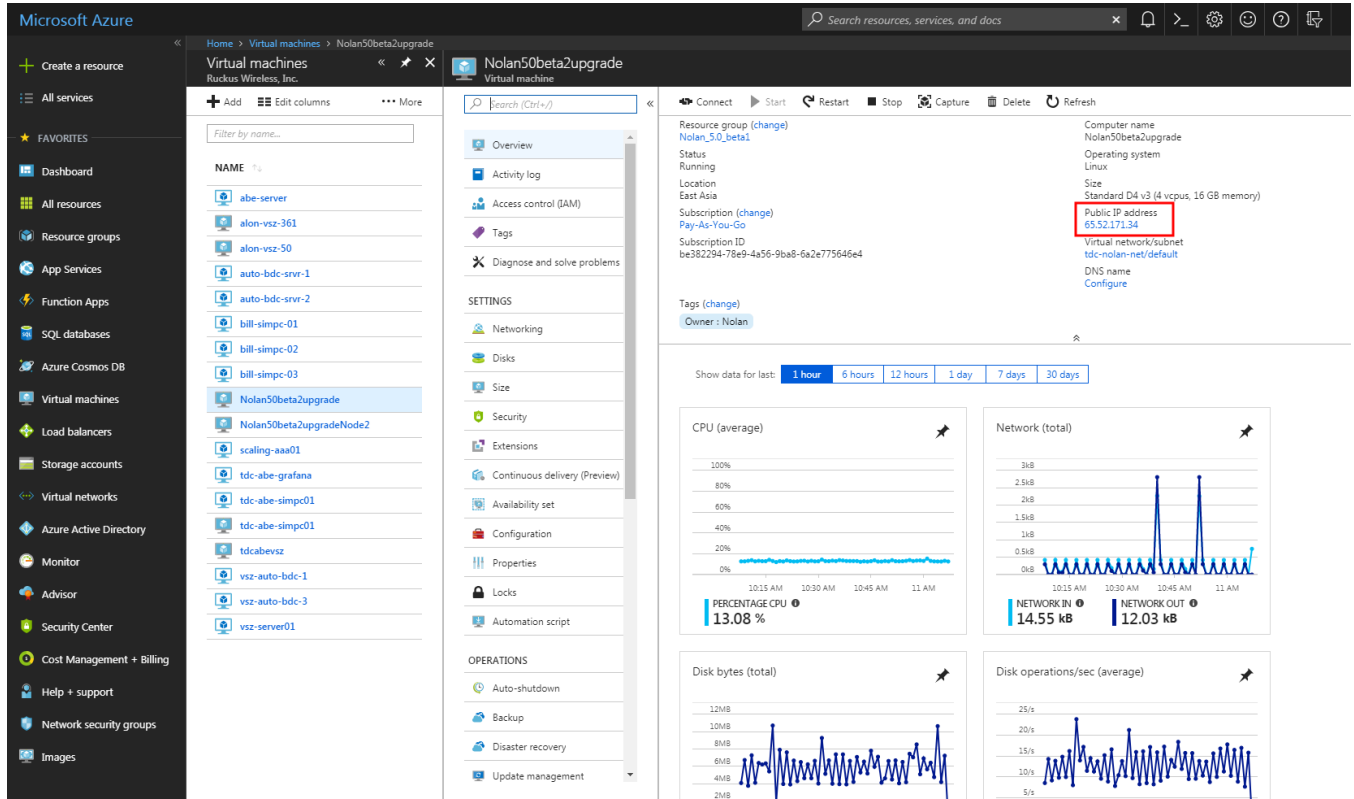 Microsoft Azure
Search resources, services, and docs
Create a resource
All services
FAVORITES
Dashboard
All resources
Resource groups
App Services
Function Apps
SQL databases
Azure Cosmos DB
Virtual machines
Load balancers
Storage accounts
Virtual networks
Azure Active Directory
Monitor
Advisor
Security Center
Cost Management + Billing
Help + support
Network security groups
Images
Home > Virtual machines > Nolan50beta2upgrade
Virtual machines
Ruckus Wireless, Inc.
Add Edit columns More
Filter by name...
NAME
abe-server
alon-vsz-361
alon-vsz-50
auto-bdc-srvr-1
auto-bdc-srvr-2
bill-simpc-01
bill-simpc-02
bill-simpc-03
Nolan50beta2upgrade
Nolan50beta2upgradeNode2
scaling-aaa01
tdc-abe-grafana
tdc-abe-simpc01
tdc-abe-simpc01
tdcabevsz
vsz-auto-bdc-1
vsz-auto-bdc-3
vsz-server01
Nolan50beta2upgrade
Virtual machine
Search (Ctrl+/)
Overview
Activity log
Access control (IAM)
Tags
Diagnose and solve problems
SETTINGS
Networking
Disks
Size
Security
Extensions
Continuous delivery (Preview)
Availability set
Configuration
Properties
Locks
Automation script
OPERATIONS
Auto-shutdown
Backup
Disaster recovery
Update management
Connect Start Restart Stop Capture Delete Refresh
Resource group (change)
Nolan_5.0_beta1
Status
Running
Location
East Asia
Subscription (change)
Pay-As-You-Go
Subscription ID
be382294-78e9-4a56-9ba8-6a2e775646e4
Computer name
Nolan50beta2upgrade
Operating system
Linux
Size
Standard D4 v3 (4 vcpus, 16 GB memory)
Public IP address
65.52.171.34
Virtual network/subnet
tdc-nolan-net/default
DNS name
Configure
Tags (change)
Owner : Nolan
Show data for last: 1 hour 6 hours 12 hours 1 day 7 days 30 days
CPU (average)
100%
80%
60%
40%
20%
0%
10:15 AM 10:30 AM 10:45 AM 11 AM
PERCENTAGE CPU
13.08 %
Network (total)
3kB
2.5kB
2kB
1.5kB
1kB
0.5kB
0kB
10:15 AM 10:30 AM 10:45 AM 11 AM
NETWORK IN NETWORK OUT
14.55 kB 12.03 kB
Disk bytes (total)
12MB
10MB
8MB
6MB
4MB
2MB
Disk operations/sec (average)
25/s
20/s
15/s
10/s
5/s